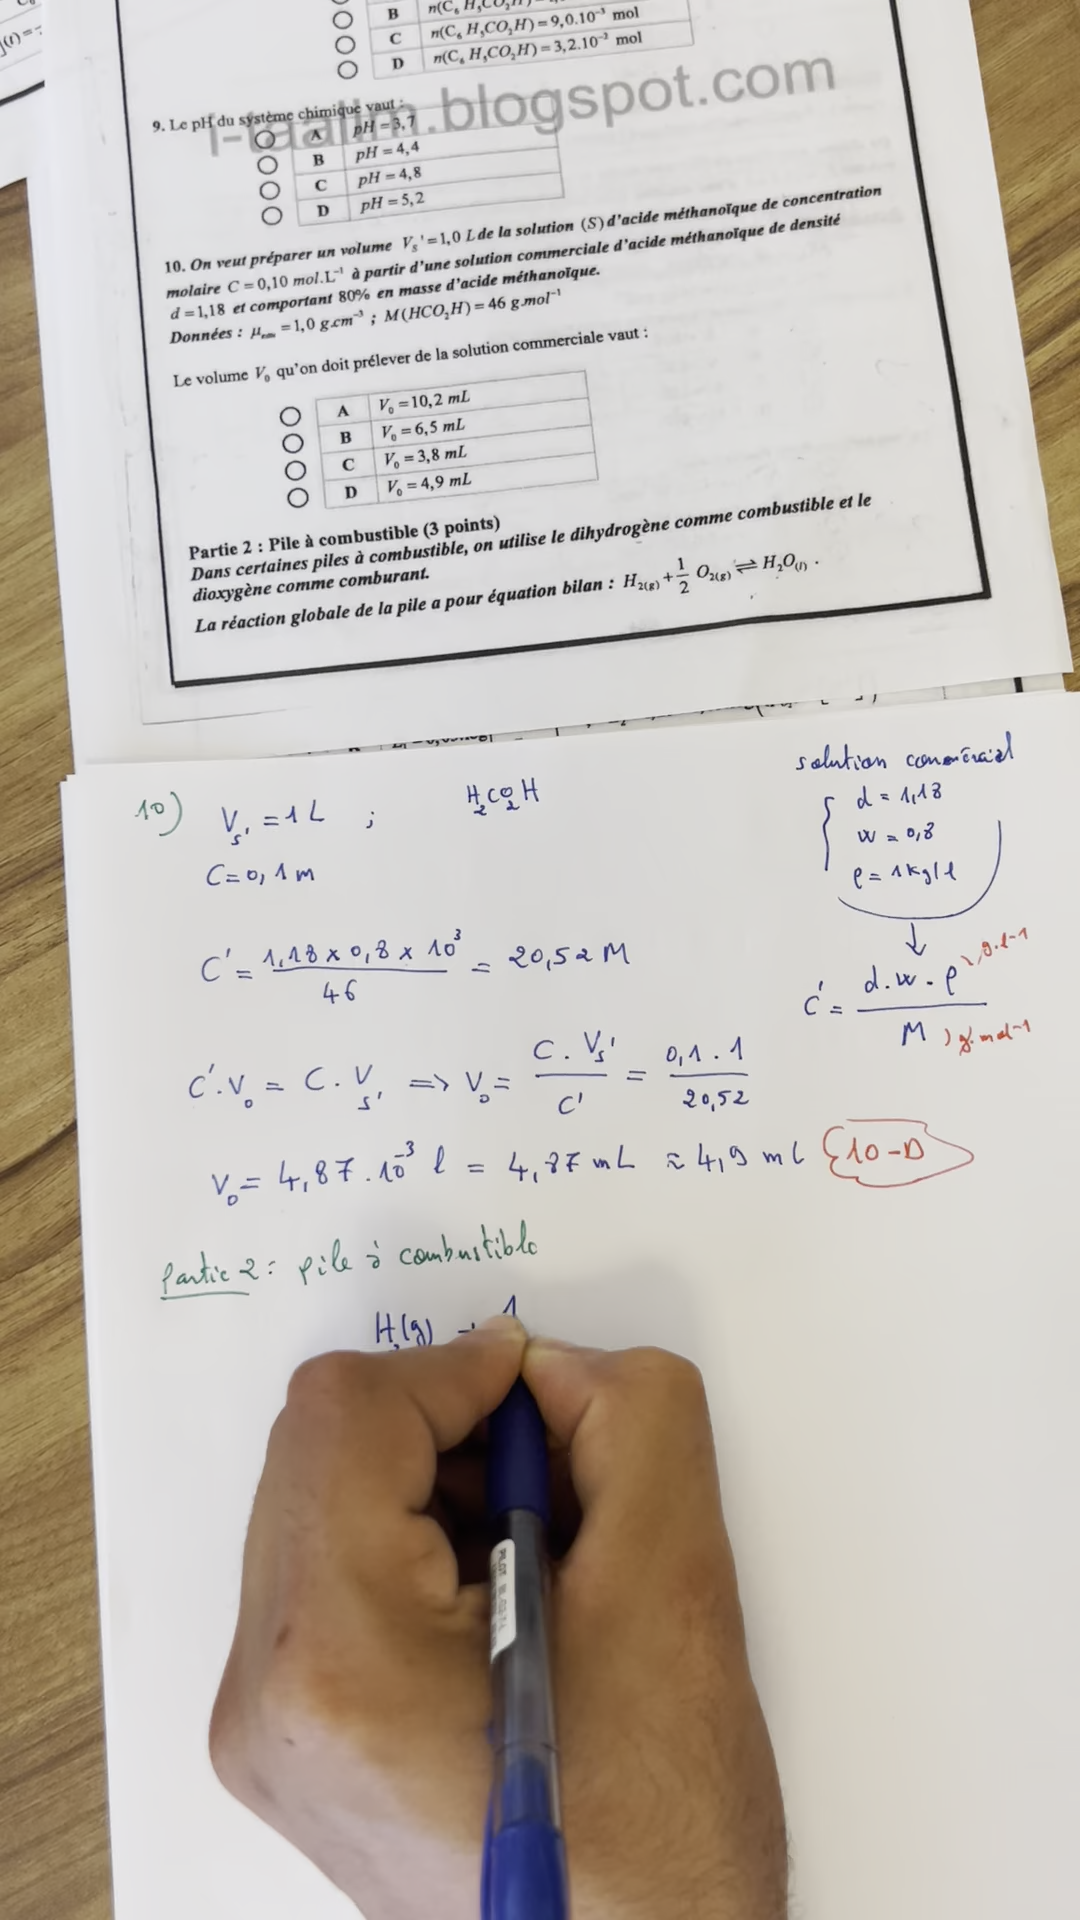 B n(C₆H₅CO₂H)
C n(C₆H₅CO₂H) = 9,0.10⁻³ mol
D n(C₆H₅CO₂H) = 3,2.10⁻² mol
9. Le pH du système chimique vaut :
i-taalim.blogspot.com
A pH = 3,7
B pH = 4,4
C pH = 4,8
D pH = 5,2
10. On veut préparer un volume Vₛ' = 1,0 L de la solution (S) d'acide méthanoïque de concentration
molaire C = 0,10 mol.L⁻¹ à partir d'une solution commerciale d'acide méthanoïque de densité
d = 1,18 et comportant 80% en masse d'acide méthanoïque.
Données : μₑₐᵤ = 1,0 g.cm⁻³ ; M(HCO₂H) = 46 g.mol⁻¹
Le volume V₀ qu'on doit prélever de la solution commerciale vaut :
A V₀ = 10,2 mL
B V₀ = 6,5 mL
C V₀ = 3,8 mL
D V₀ = 4,9 mL
Partie 2 : Pile à combustible (3 points)
Dans certaines piles à combustible, on utilise le dihydrogène comme combustible et le
dioxygène comme comburant.
La réaction globale de la pile a pour équation bilan : H₂(g) + 1/2 O₂(g) ⇌ H₂O(l) .
10) Vₛ' = 1 L ; H₂CO₂H
C = 0,1 m
solution commercial
d = 1,18
w = 0,8
ρ = 1 kg/l
C' = 1,18 x 0,8 x 10³ / 46 = 20,52 M
C' = d.w.ρ / M
g.l-1
g.mol-1
C'.V₀ = C.Vₛ' => V₀ = C.Vₛ' / C' = 0,1.1 / 20,52
V₀ = 4,87.10⁻³ l = 4,87 mL ≈ 4,9 mL 10-D
Partie 2 : pile à combustible
H₂(g) + 1